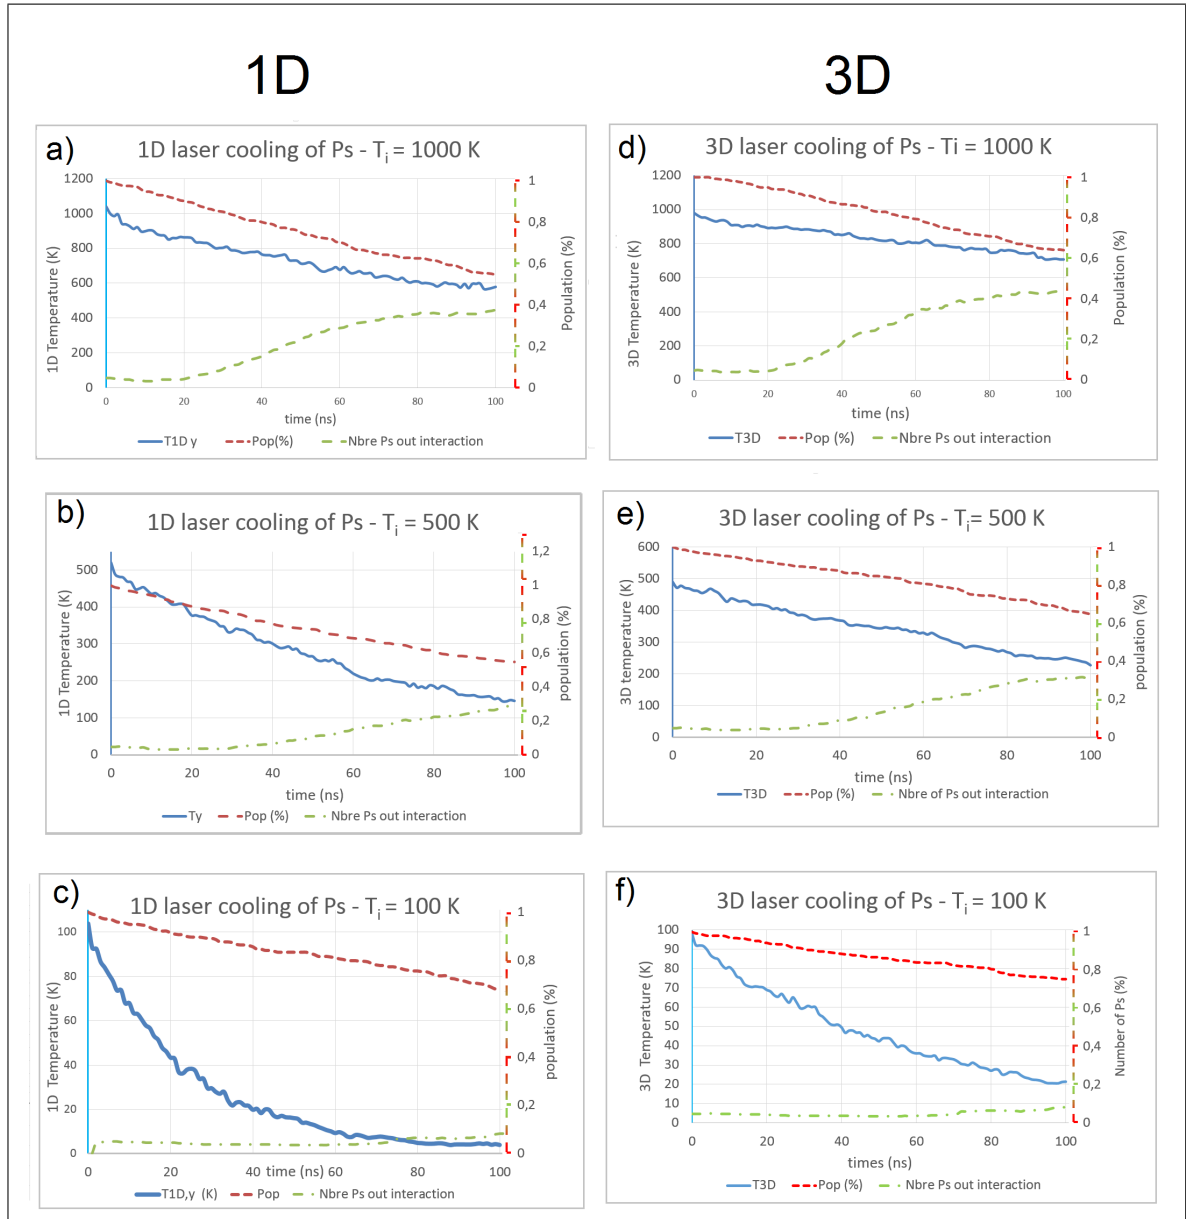 1D
3D
a)
1D laser cooling of Ps - Ti = 1000 K
1200
1000
800
600
400
200
0
1D Temperature (K)
1
0,8
0,6
0,4
0,2
0
Population (%)
0 20 40 60 80 100
time (ns)
T1D y Pop(%) Nbre Ps out interaction
d)
3D laser cooling of Ps - Ti = 1000 K
1200
1000
800
600
400
200
0
3D Temperature (K)
1
0,8
0,6
0,4
0,2
0
Population (%)
0 20 40 60 80 100
time (ns)
T3D Pop (%) Nbre Ps out interaction
b)
1D laser cooling of Ps - Ti = 500 K
500
400
300
200
100
0
1D Temperature (K)
1,2
1
0,8
0,6
0,4
0,2
0
population (%)
0 20 40 60 80 100
time (ns)
Ty Pop (%) Nbre Ps out interaction
e)
3D laser cooling of Ps - Ti= 500 K
600
500
400
300
200
100
0
3D temperature (K)
1
0,8
0,6
0,4
0,2
0
population (%)
0 20 40 60 80 100
time (ns)
T3D Pop (%) Nbre of Ps out interaction
c)
1D laser cooling of Ps - Ti = 100 K
100
80
60
40
20
0
1D Temperature (K)
1
0,8
0,6
0,4
0,2
0
population (%)
0 20 40 time (ns) 60 80 100
T1D,y (K) Pop Nbre Ps out interaction
f)
3D laser cooling of Ps - Ti = 100 K
100
90
80
70
60
50
40
30
20
10
0
3D Temperature (K)
1
0,8
0,6
0,4
0,2
0
Number of Ps (%)
0 20 40 60 80 100
times (ns)
T3D Pop (%) Nbre Ps out interaction